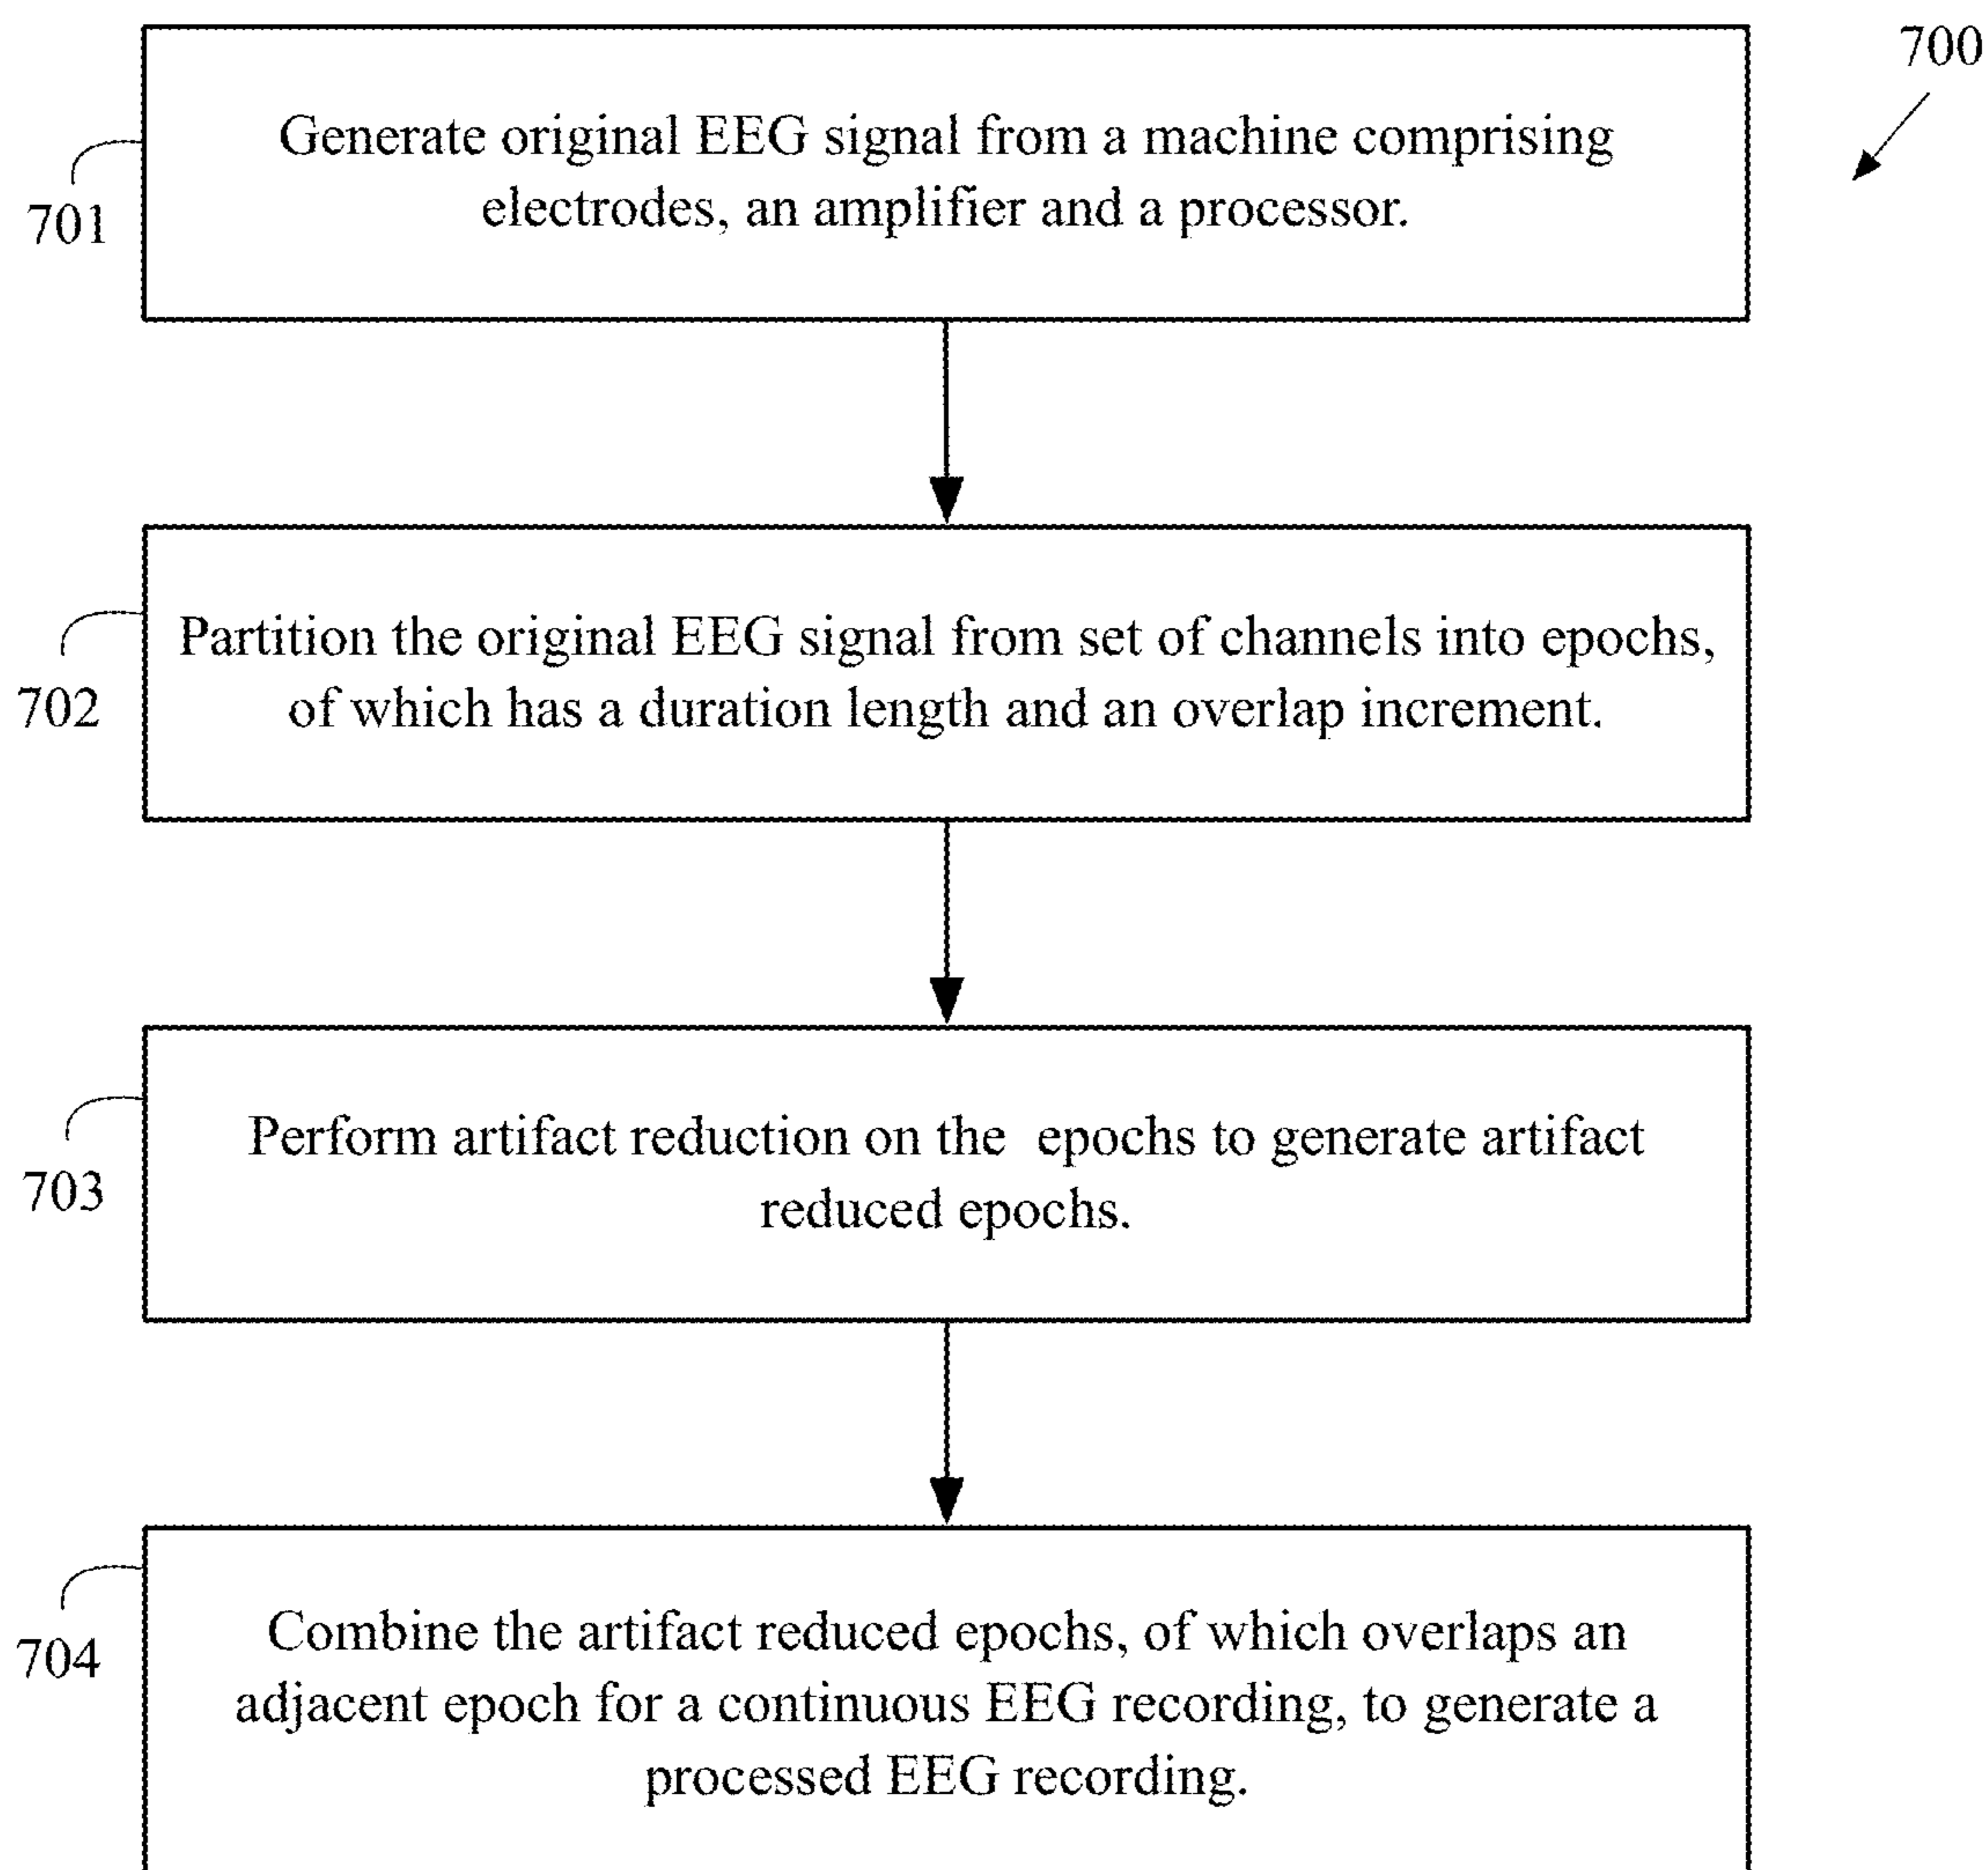 700
Generate original EEG signal from a machine comprising
electrodes, an amplifier and a processor.
701
Partition the original EEG signal from set of channels into epochs,
of which has a duration length and an overlap increment.
702
Perform artifact reduction on the epochs to generate artifact
reduced epochs.
703
Combine the artifact reduced epochs, of which overlaps an
adjacent epoch for a continuous EEG recording, to generate a
processed EEG recording.
704